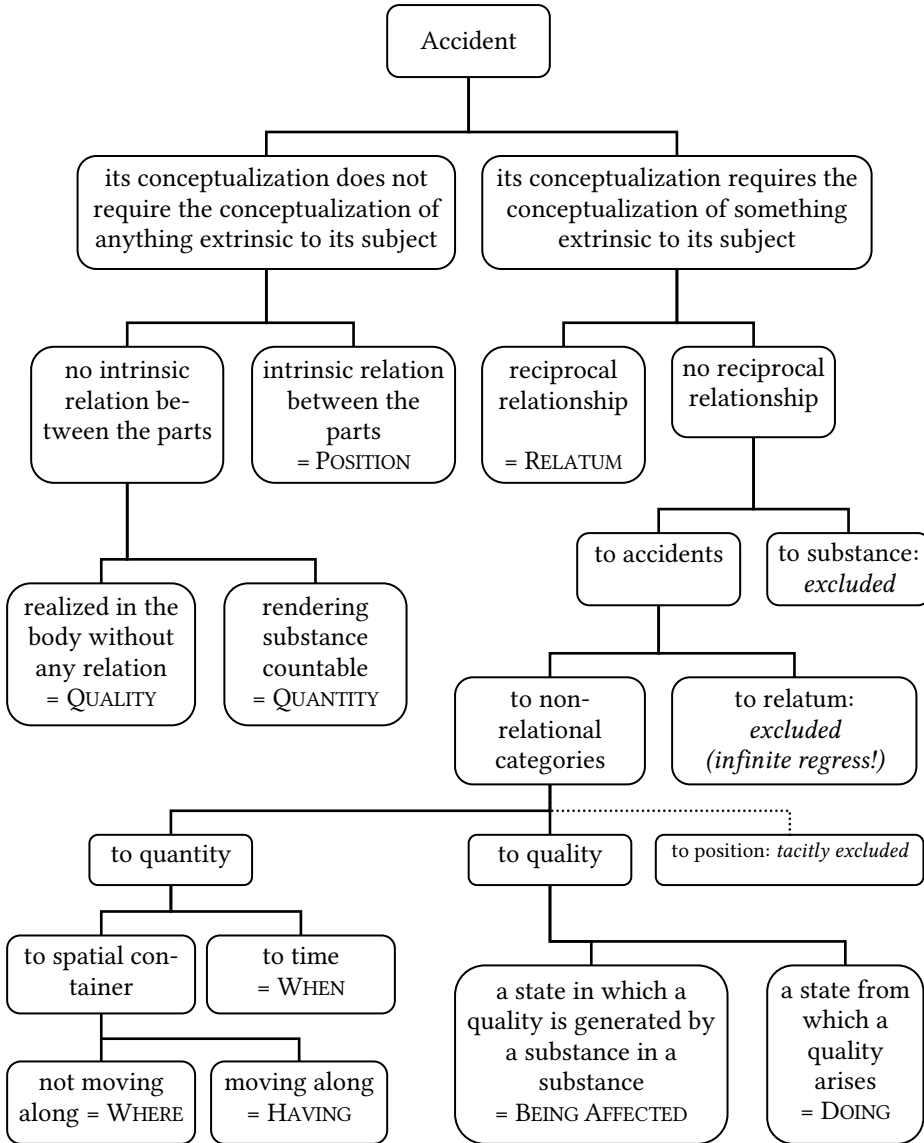 Accident
its conceptualization does not
require the conceptualization of
anything extrinsic to its subject
its conceptualization requires the
conceptualization of something
extrinsic to its subject
no intrinsic
relation be-
tween the parts
intrinsic relation
between the
parts
= POSITION
reciprocal
relationship
= RELATUM
no reciprocal
relationship
to accidents
to substance:
excluded
realized in the
body without
any relation
= QUALITY
rendering
substance
countable
= QUANTITY
to non-
relational
categories
to relatum:
excluded
(infinite regress!)
to quantity
to quality
to position: tacitly excluded
to spatial con-
tainer
to time
= WHEN
a state in which a
quality is generated by
a substance in a
substance
= BEING AFFECTED
a state from
which a
quality
arises
= DOING
not moving
along = WHERE
moving along
= HAVING